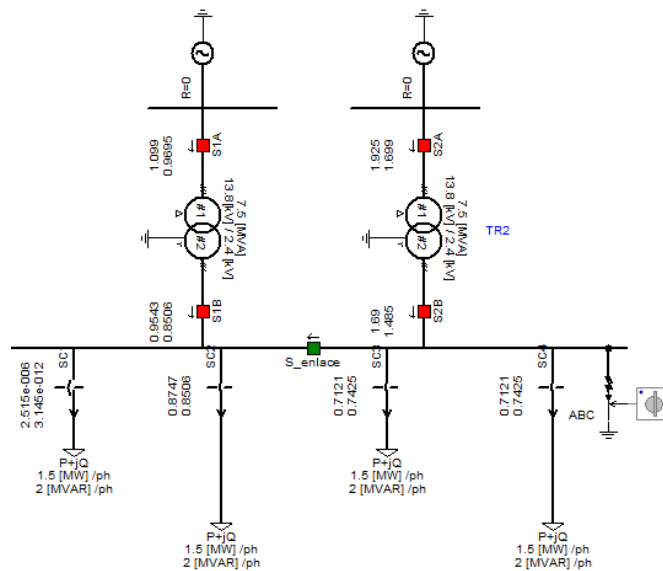 R=0
R=0
1.099
0.9695
S1A
1.925
1.699
S2A
#1
#2
7.5 [MVA]
13.8[kV] / 2.4 [kV]
#1
#2
7.5 [MVA]
13.8 [kV] / 2.4 [kV]
TR2
0.9543
0.8506
S1B
1.69
1.485
S2B
S_enlace
SC1
2.515e-006
3.145e-012
SC2
0.8747
0.8506
SC3
0.7121
0.7425
SC4
0.7121
0.7425
ABC
P+jQ
1.5 [MW] /ph
2 [MVAR] /ph
P+jQ
1.5 [MW] /ph
2 [MVAR] /ph
P+jQ
1.5 [MW] /ph
2 [MVAR] /ph
P+jQ
1.5 [MW] /ph
2 [MVAR] /ph